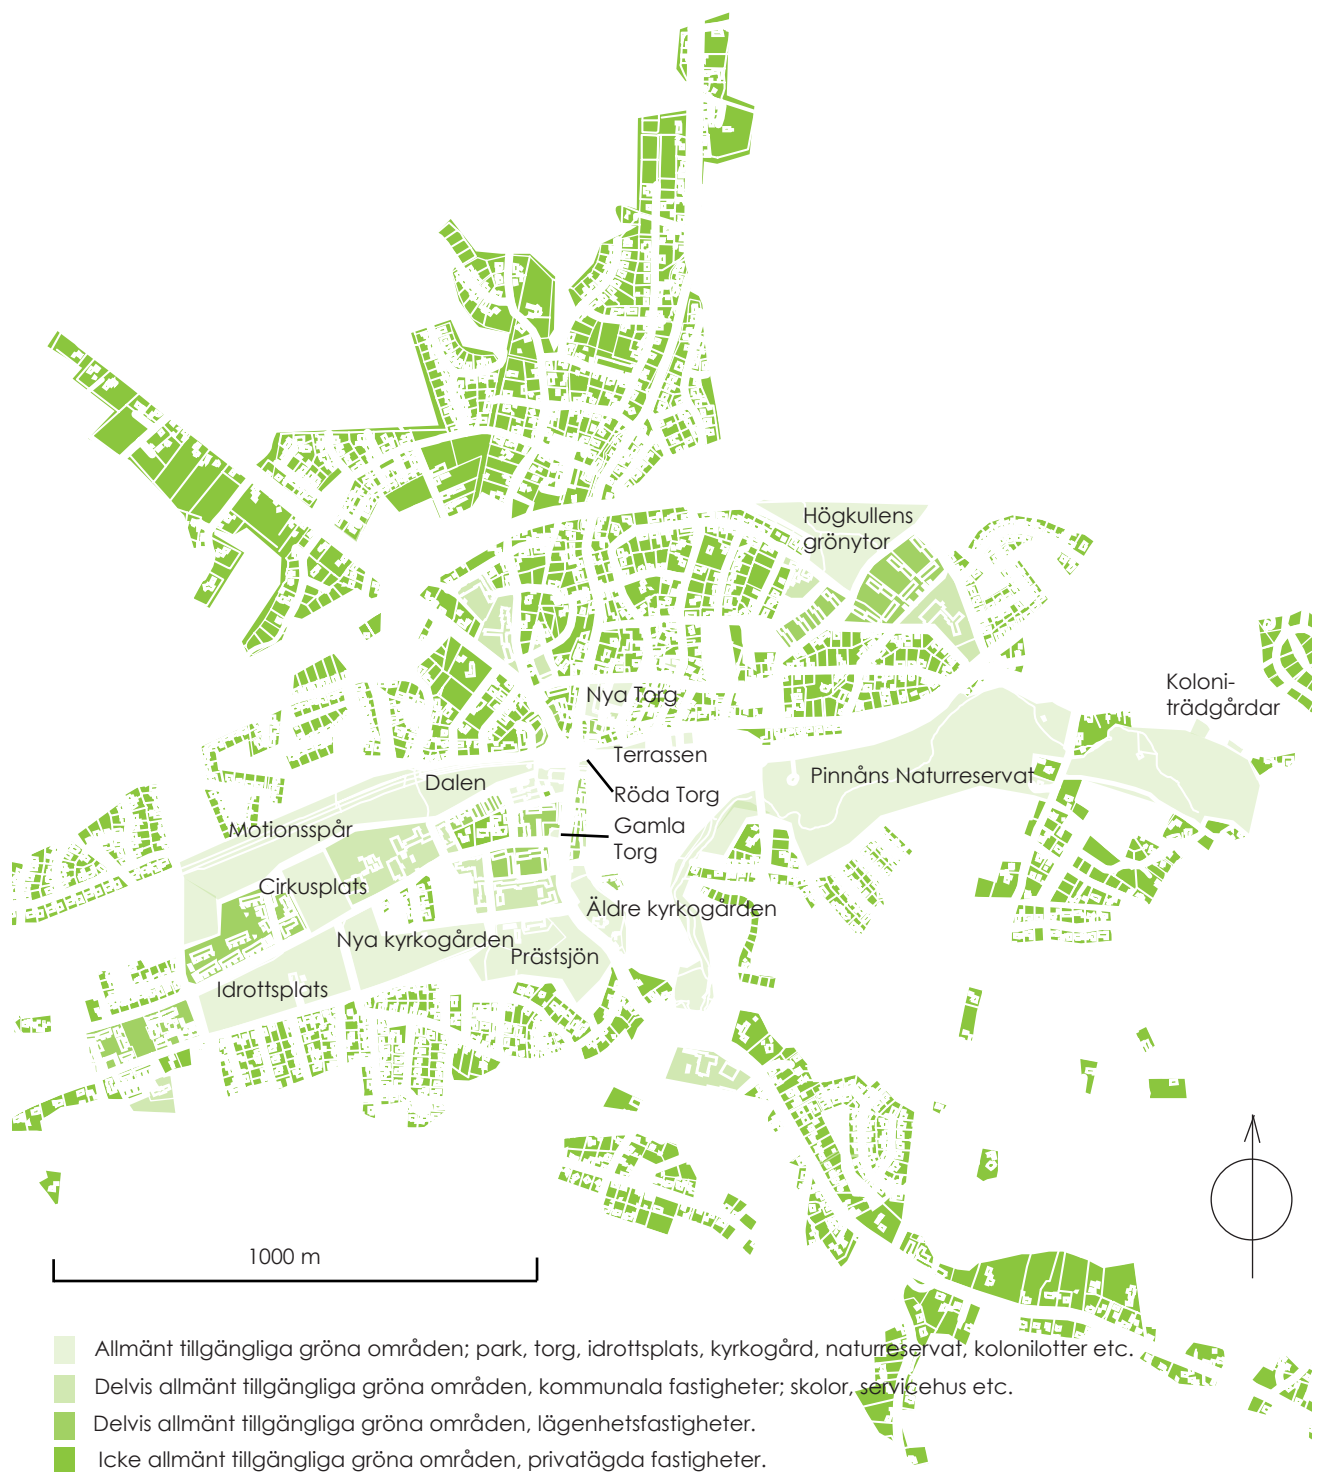 Högkullens
grönytor
Koloni-
trädgårdar
Nya Torg
Terrassen
Pinnåns Naturreservat
Dalen
Röda Torg
Gamla
Torg
Motionsspår
Cirkusplats
Äldre kyrkogården
Nya kyrkogården
Prästsjön
Idrottsplats
1000 m
Allmänt tillgängliga gröna områden; park, torg, idrottsplats, kyrkogård, naturreservat, kolonilotter etc.
Delvis allmänt tillgängliga gröna områden, kommunala fastigheter; skolor, servicehus etc.
Delvis allmänt tillgängliga gröna områden, lägenhetsfastigheter.
Icke allmänt tillgängliga gröna områden, privatägda fastigheter.